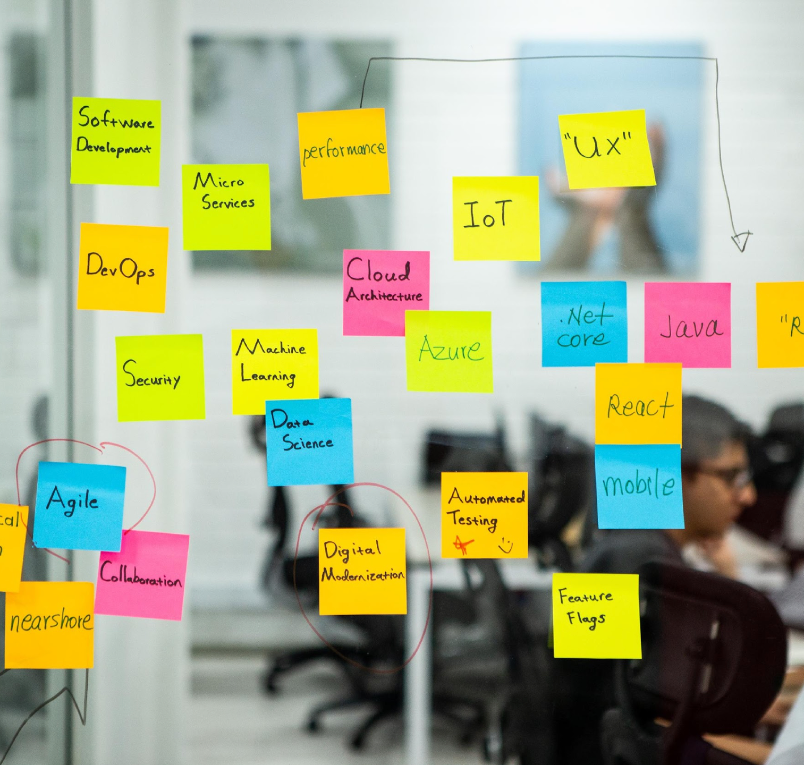 Software
Development
performance
"Ux"
Micro
Services
IoT
DevOps
Cloud
Architecture
.Net
core
Java
"R
Azure
Security
Machine
Learning
React
Data
Science
mobile
Agile
Automated
Testing
cal
Digital
Modernization
Collaboration
nearshore
Feature
Flags